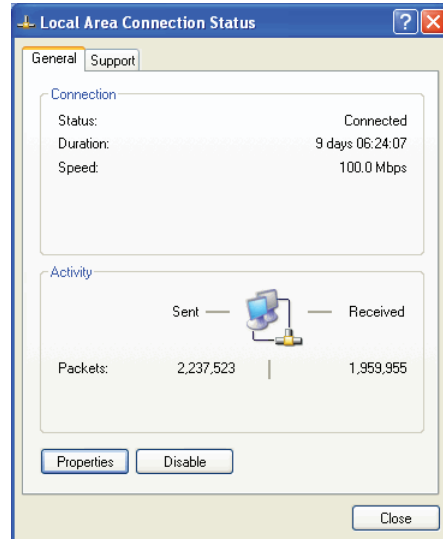 Local Area Connection Status
General Support
Connection
Status: Connected
Duration: 9 days 06:24:07
Speed: 100.0 Mbps
Activity
Sent — — Received
Packets: 2,237,523 | 1,959,955
Properties Disable
Close